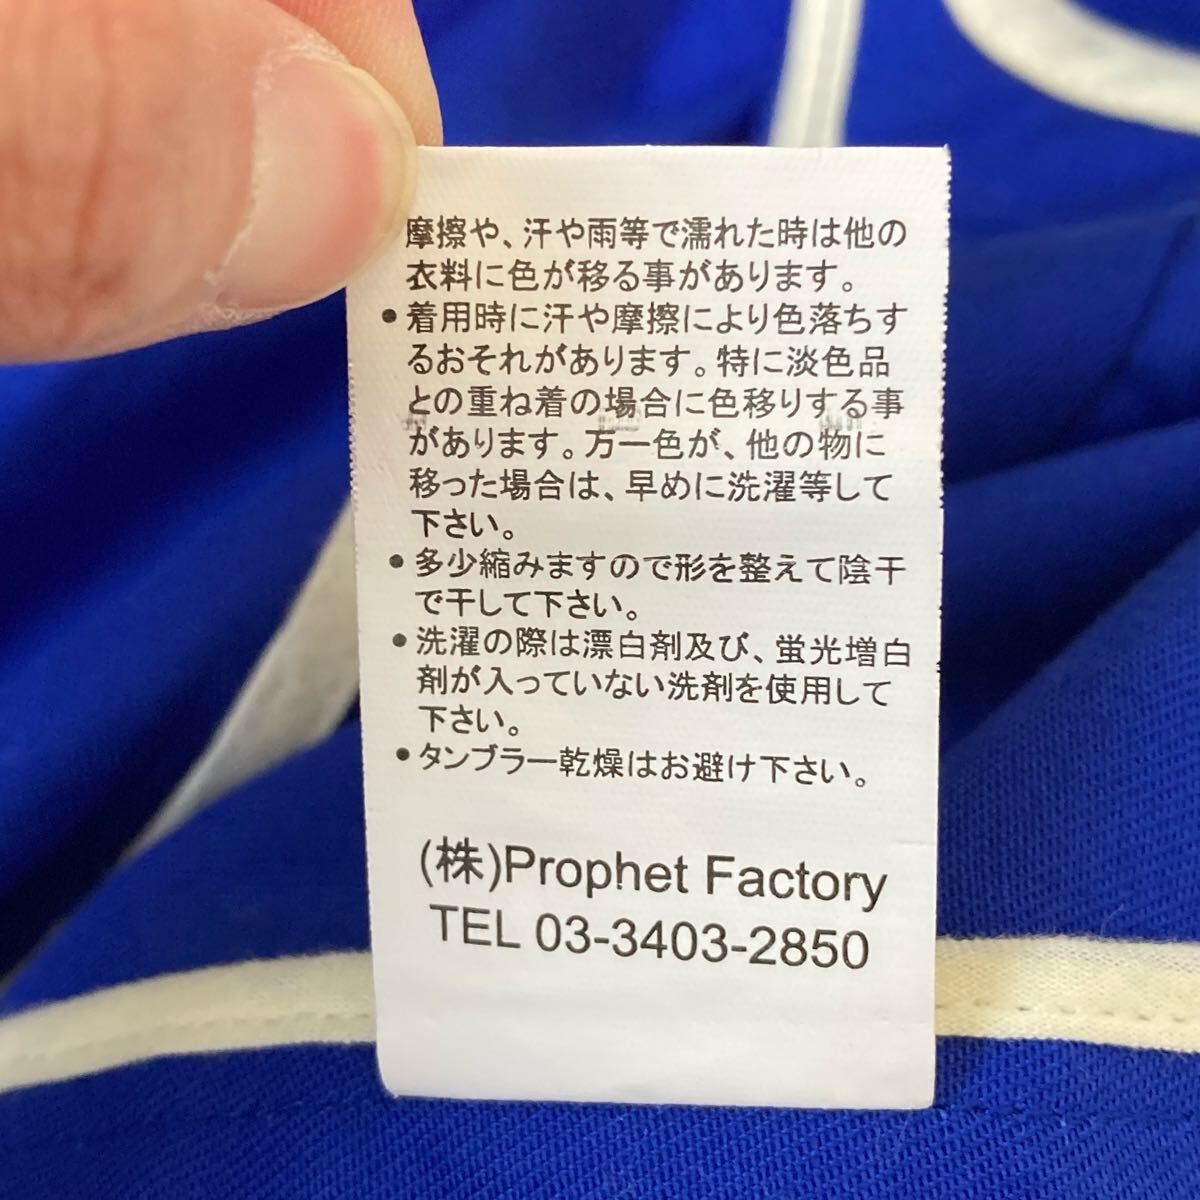 摩擦や、汗や雨等で濡れた時は他の
衣料に色が移る事があります。
●着用時に汗や摩擦により色落ちす
るおそれがあります。特に淡色品
との重ね着の場合に色移りする事
があります。万一色が、他の物に
移った場合は、早めに洗濯等して
下さい。
●多少縮みますので形を整えて陰干
で干して下さい。
●洗濯の際は漂白剤及び、蛍光増白
剤が入っていない洗剤を使用して
下さい。
●タンブラー乾燥はお避け下さい。
(株)Prophet Factory
TEL 03-3403-2850